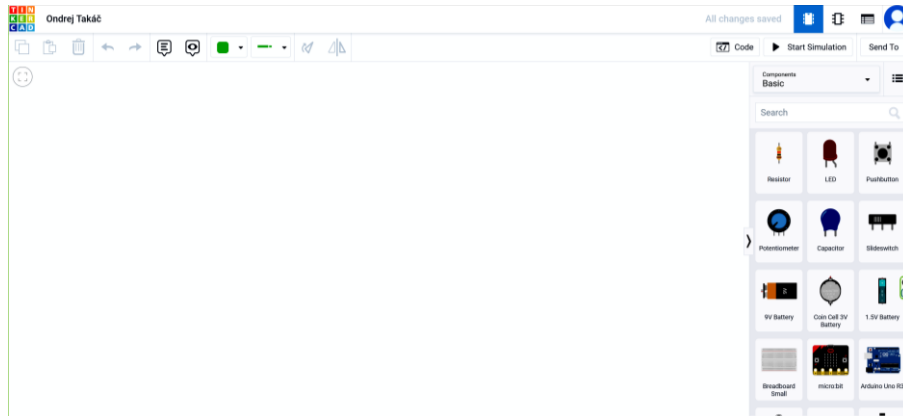 TIN
KER
CAD
Ondrej Takáč
All changes saved
Code
Start Simulation
Send To
Components
Basic
Search
Resistor
LED
Pushbutton
Potentiometer
Capacitor
Slideswitch
9V Battery
Coin Cell 3V
Battery
1.5V Battery
Breadboard
Small
micro:bit
Arduino Uno R3